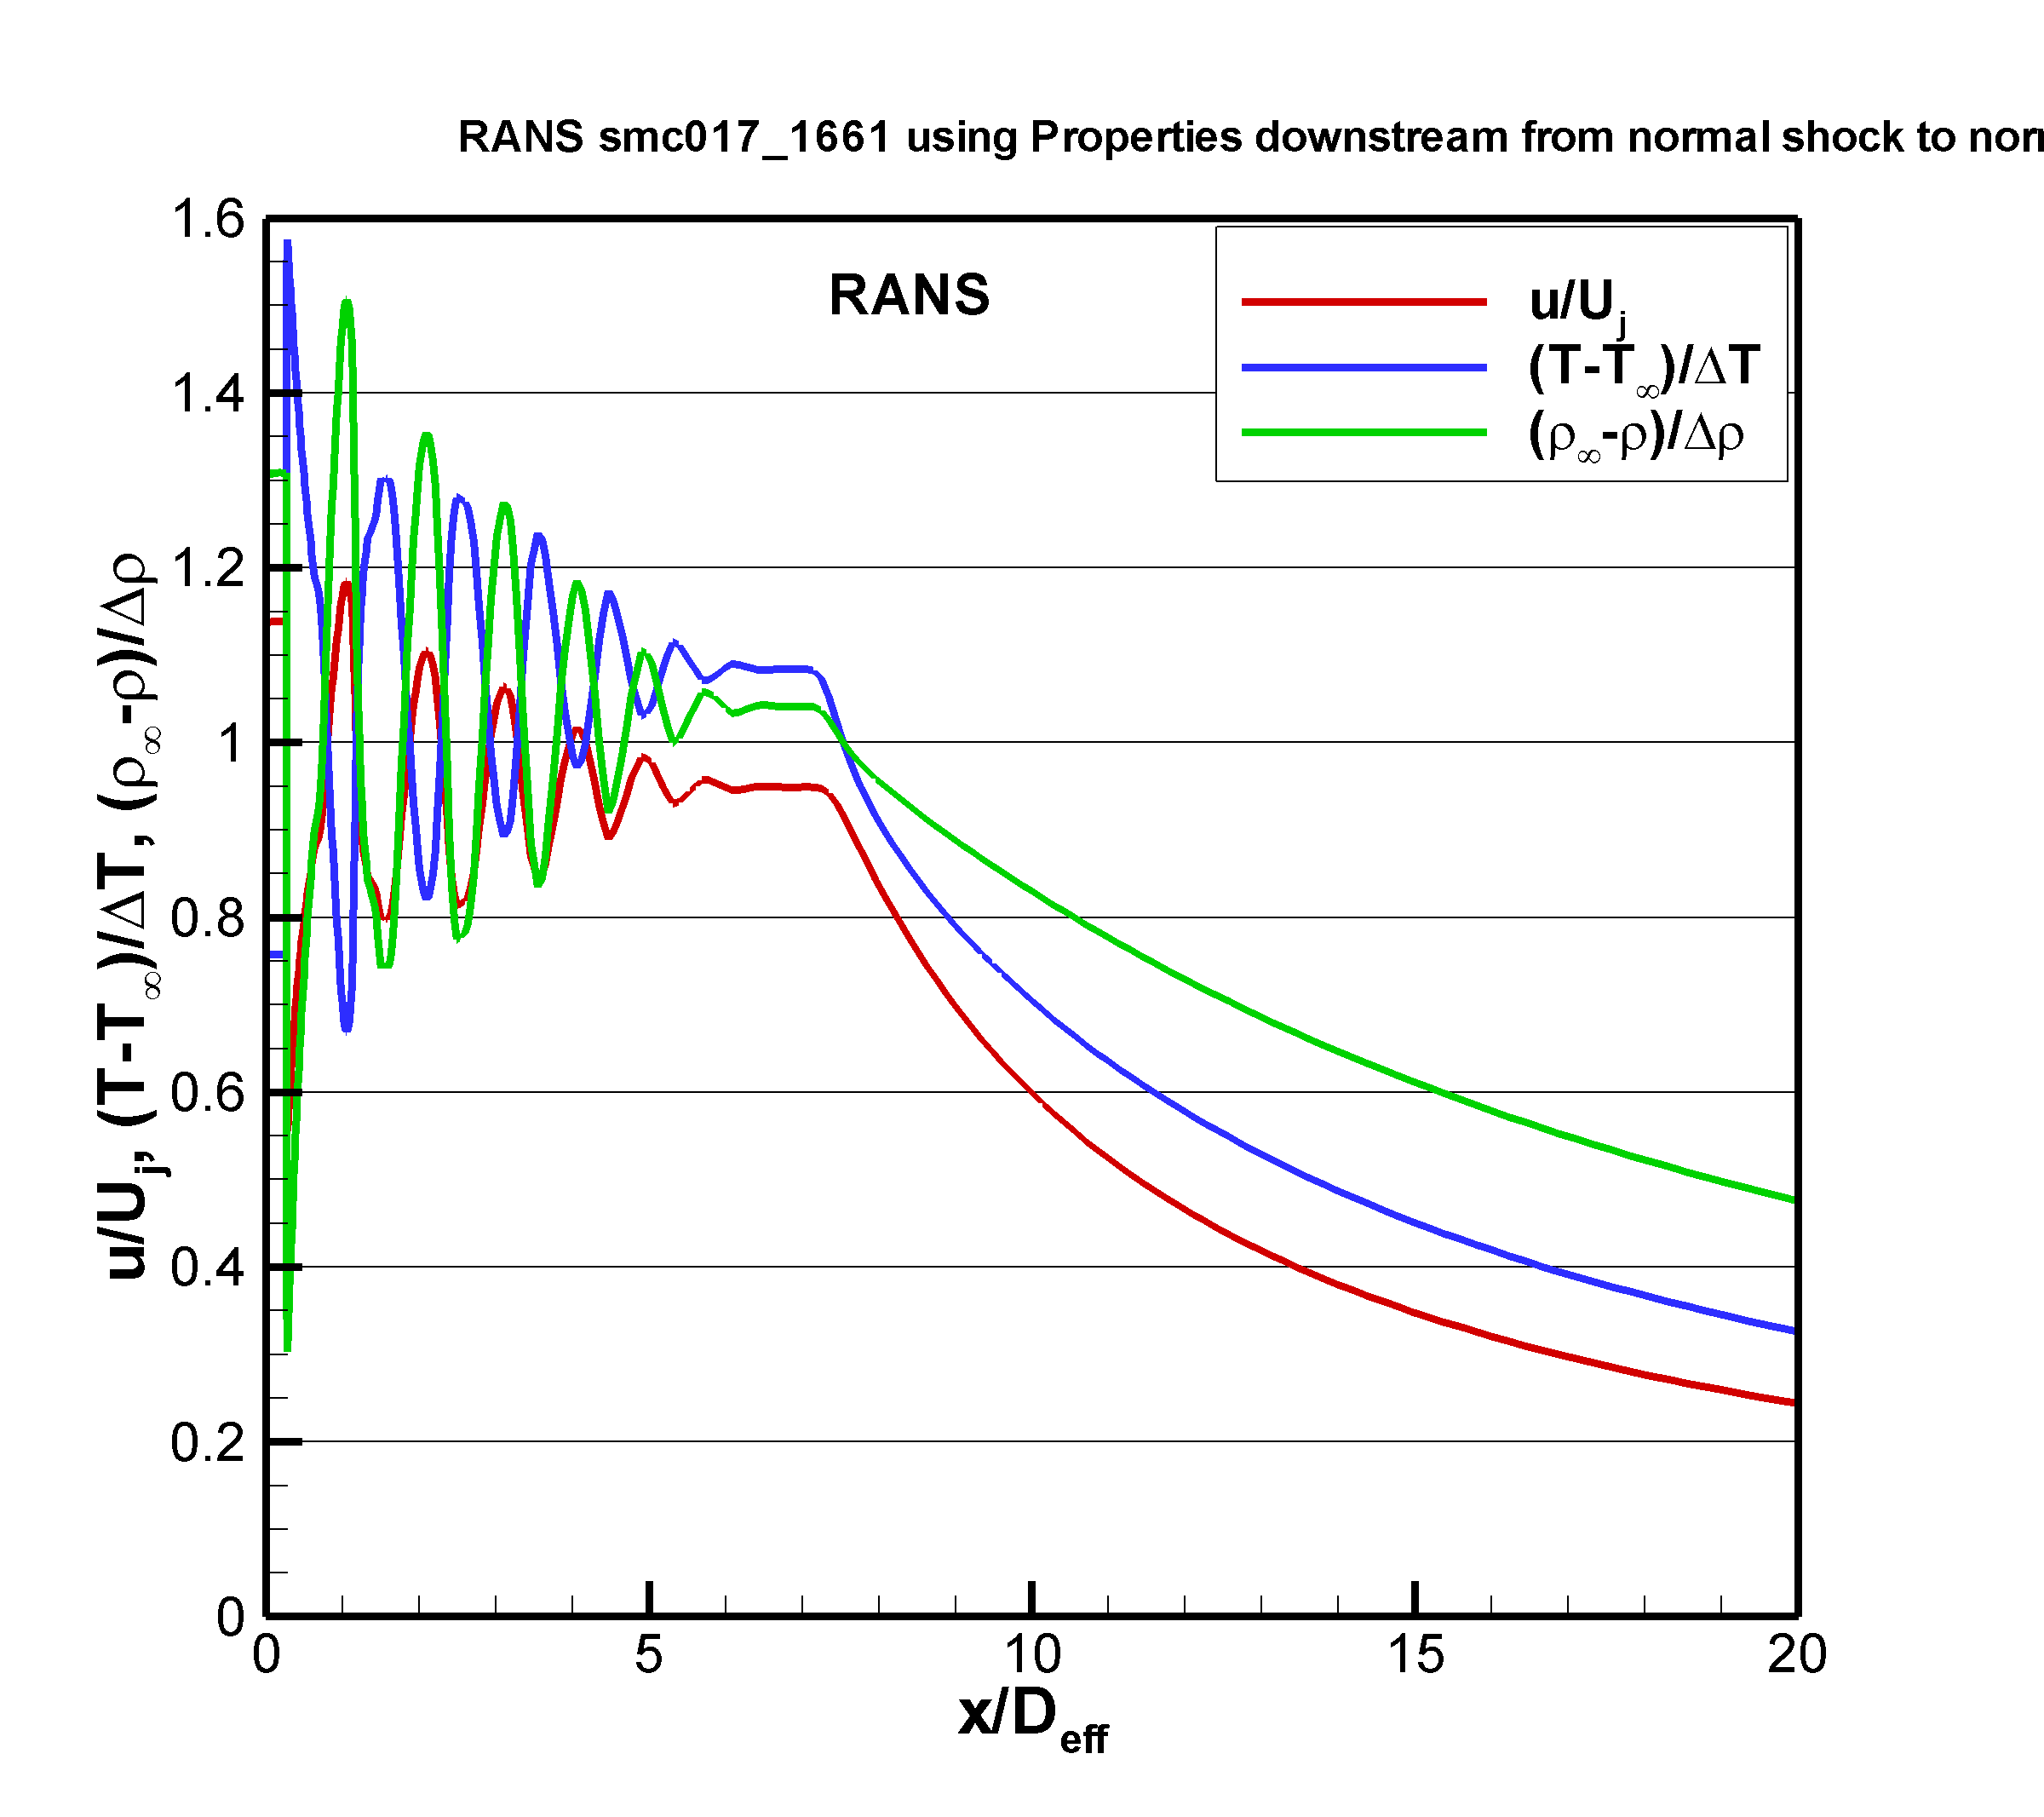 RANS smc017_1661 using Properties downstream from normal shock to
RANS
u/Uj
(T-T∞)/ΔT
(ρ∞-ρ)/Δρ
u/Uj, (T-T∞)/ΔT, (ρ∞-ρ)/Δρ
1.6
1.4
1.2
1
0.8
0.6
0.4
0.2
0
0 5 10 15 20
x/Deff